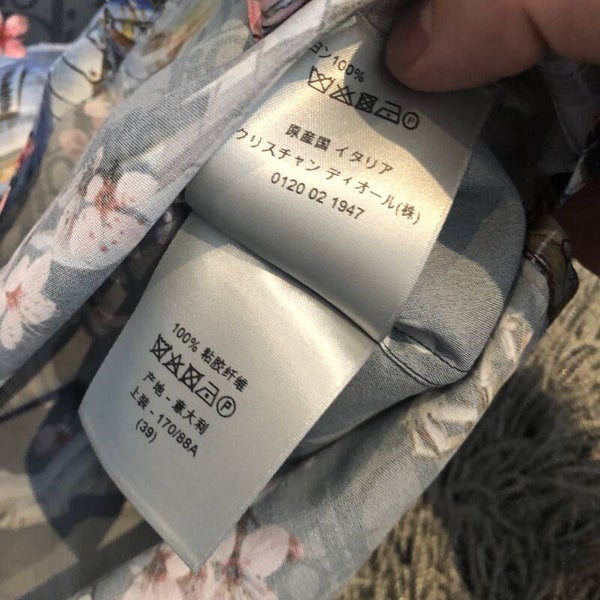 ヨン100%
P
原産国 イタリア
クリスチャン ディオール(株)
0120 02 1947
100% 粘胶纤维
P
产地 - 意大利
上装 - 170/88A
(39)